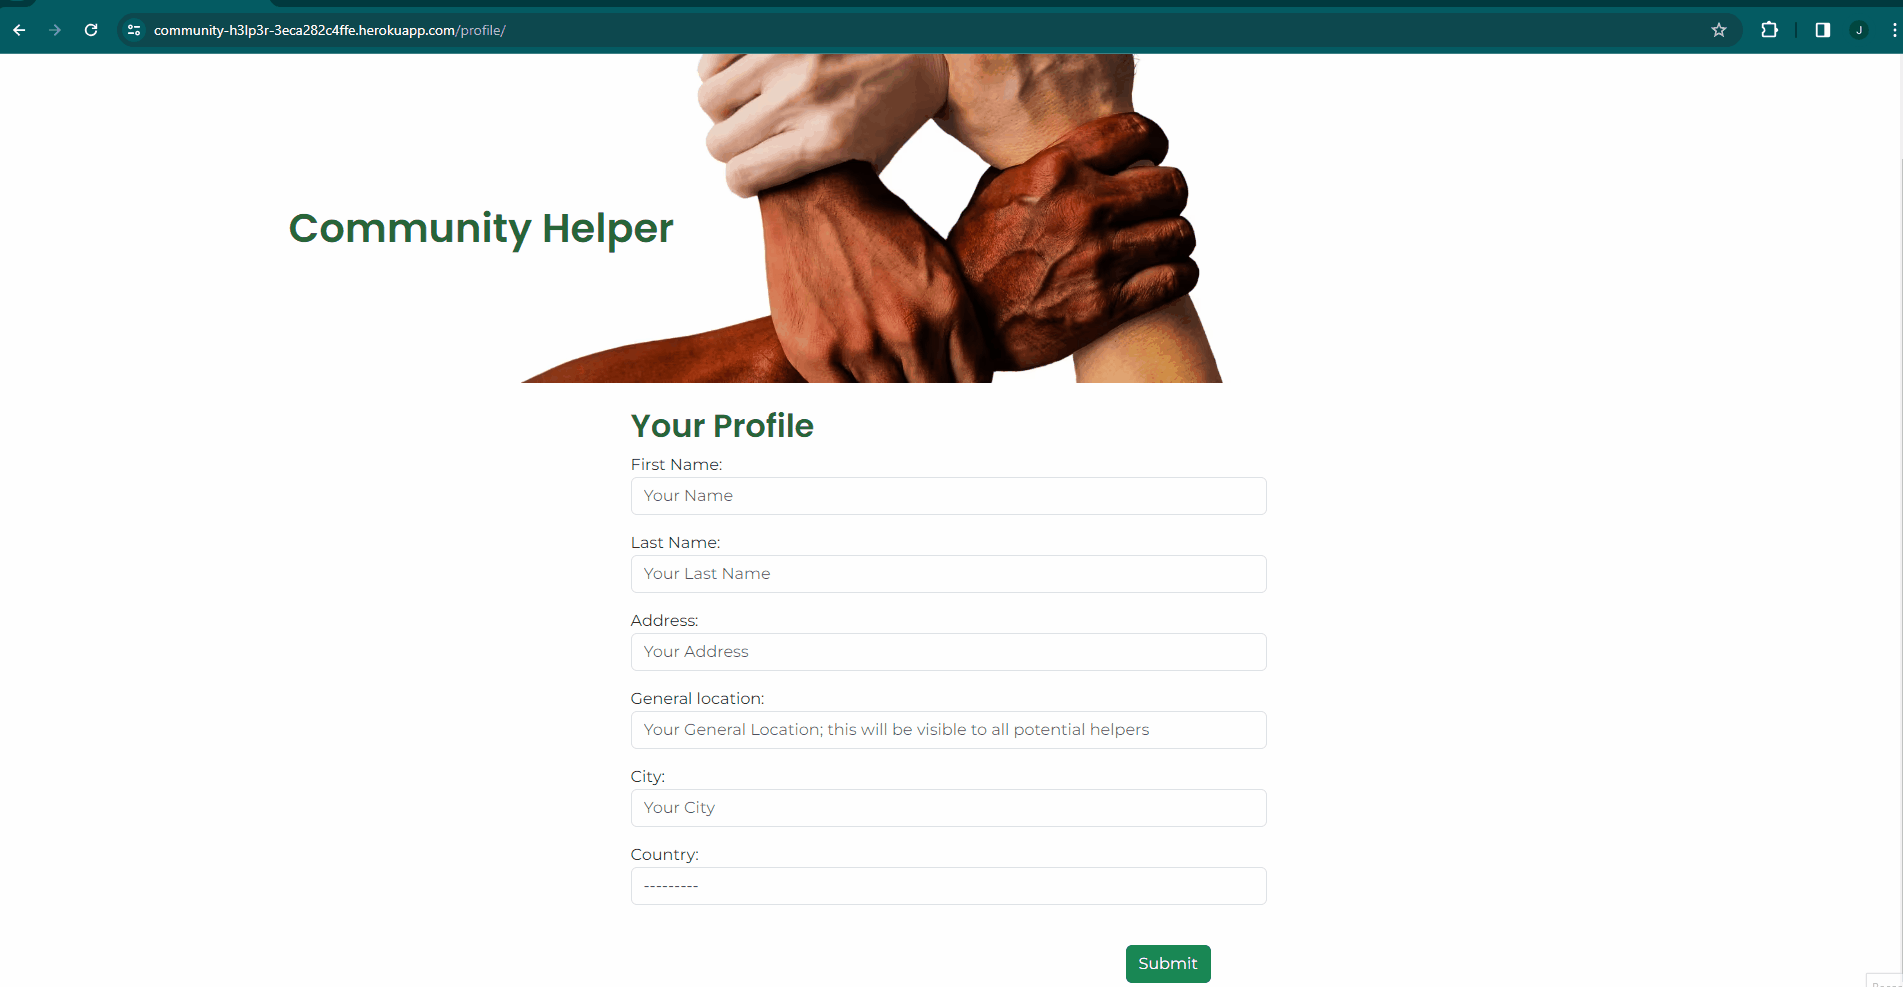 community-h3lp3r-3eca282c4ffe.herokuapp.com/profile/
J
Community Helper
Your Profile
First Name:
Your Name
Last Name:
Your Last Name
Address:
Your Address
General location:
Your General Location; this will be visible to all potential helpers
City:
Your City
Country:
---------
Submit